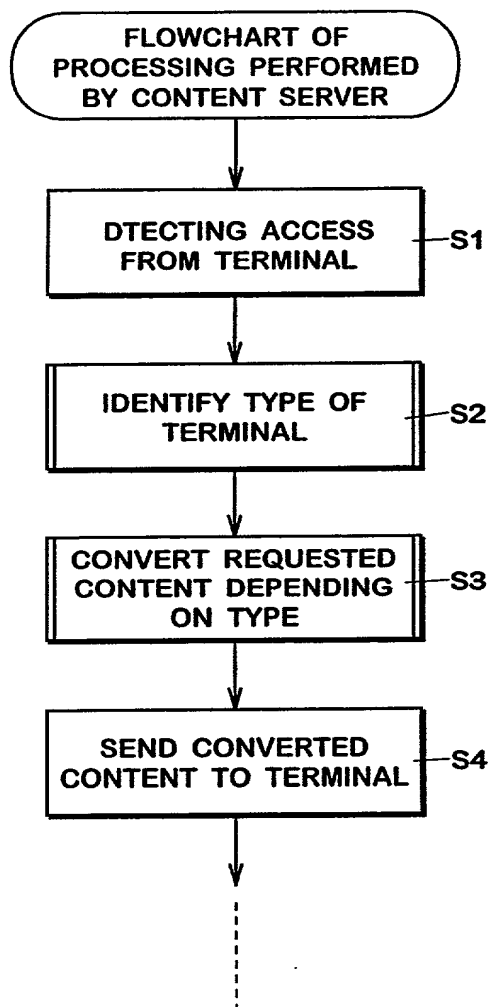 FLOWCHART OF
PROCESSING PERFORMED
BY CONTENT SERVER
DTECTING ACCESS
FROM TERMINAL
S1
IDENTIFY TYPE OF
TERMINAL
S2
CONVERT REQUESTED
CONTENT DEPENDING
ON TYPE
S3
SEND CONVERTED
CONTENT TO TERMINAL
S4